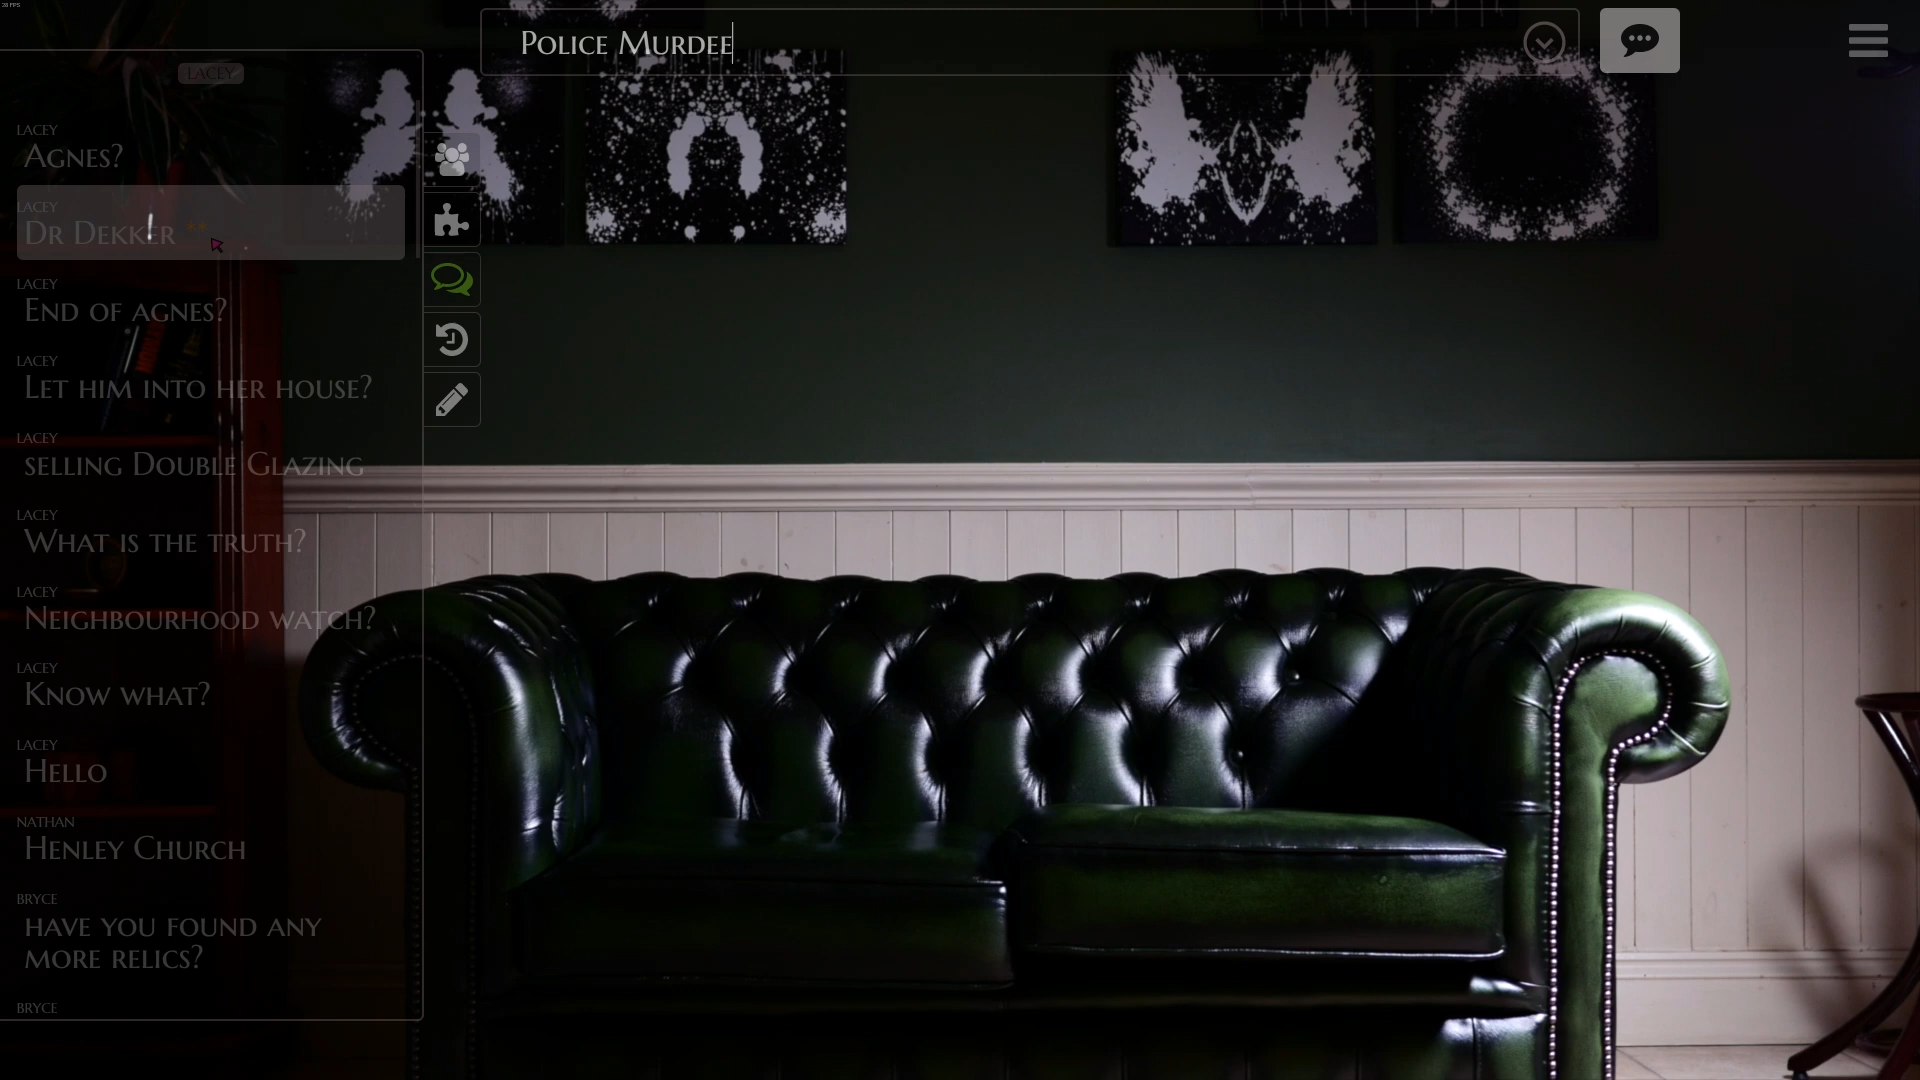 28 FPS
Police Murdee
LACEY
LACEY
Agnes?
LACEY
Dr Dekker **
LACEY
End of agnes?
LACEY
Let him into her house?
LACEY
selling Double Glazing
LACEY
What is the truth?
LACEY
Neighbourhood watch?
LACEY
Know what?
LACEY
Hello
NATHAN
Henley Church
BRYCE
have you found any
more relics?
BRYCE